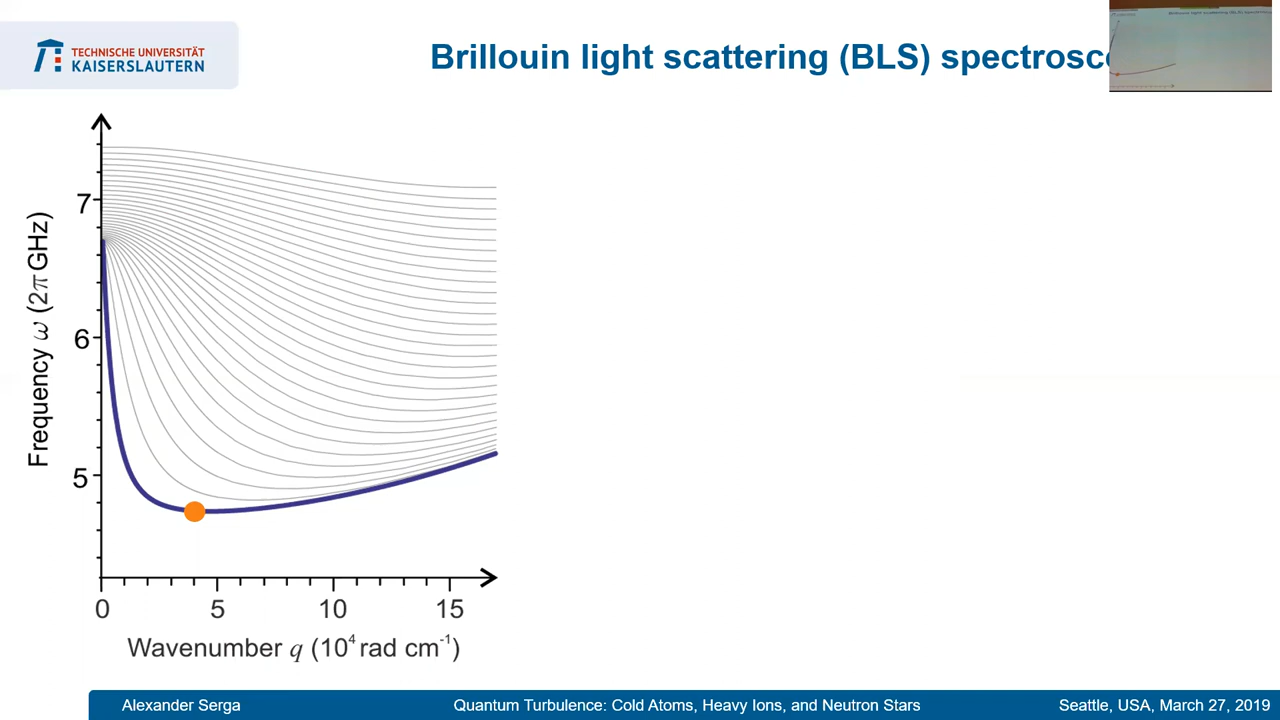 TECHNISCHE UNIVERSITÄT
KAISERSLAUTERN
Brillouin light scattering (BLS) spectrosc
7
6
5
Frequency ω (2π GHz)
0 5 10 15
Wavenumber q (10⁴ rad cm⁻¹)
Alexander Serga Quantum Turbulence: Cold Atoms, Heavy Ions, and Neutron Stars Seattle, USA, March 27, 2019